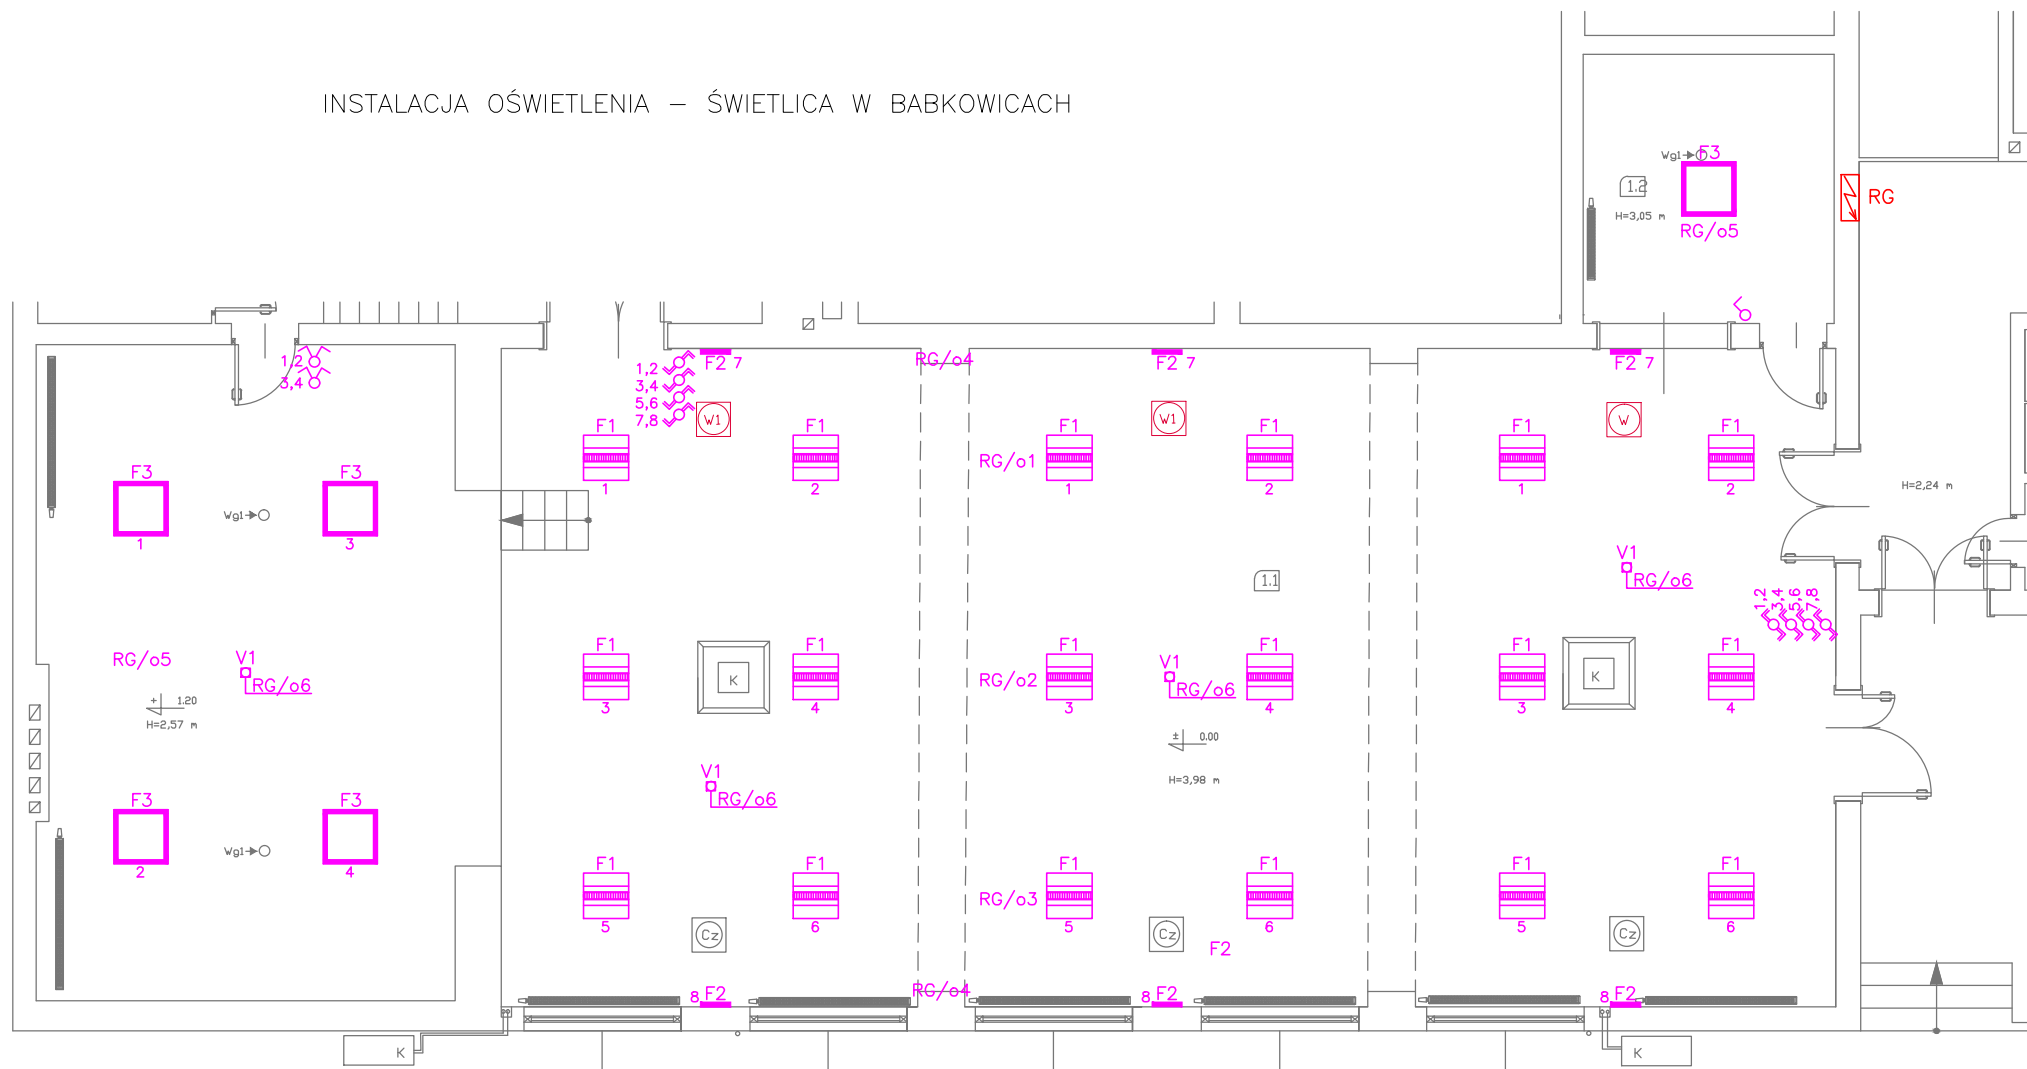 INSTALACJA OŚWIETLENIA – ŚWIETLICA W BABKOWICACH
Wg1
F3
1.2
RG
H=3,05 m
RG/o5
1,2
3,4
1,2
3,4
5,6
7,8
F2 7
RG/o4
F2 7
F2 7
W1
W1
W
F1
F1
F1
F1
F1
F1
RG/o1
1
2
1
2
1
2
F3
F3
Wg1
1
3
H=2,24 m
V1
RG/o6
1.1
1,2
3,4
5,6
7,8
F1
F1
F1
F1
F1
F1
RG/o5
V1
RG/o6
K
RG/o2
V1
RG/o6
K
3
4
3
4
3
4
+ 1.20
H=2,57 m
± 0.00
H=3,98 m
V1
RG/o6
F3
F3
Wg1
2
4
F1
F1
F1
F1
F1
F1
RG/o3
5
6
5
6
5
6
Cz
Cz
Cz
F2
RG/o4
8 F2
8 F2
8 F2
K
K